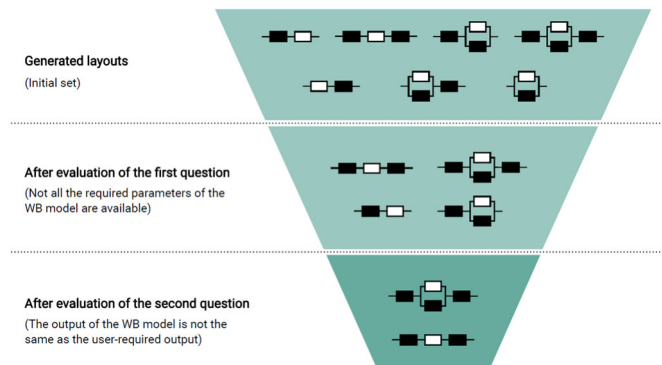 Generated layouts
(Initial set)
After evaluation of the first question
(Not all the required parameters of the
WB model are available)
After evaluation of the second question
(The output of the WB model is not the
same as the user-required output)